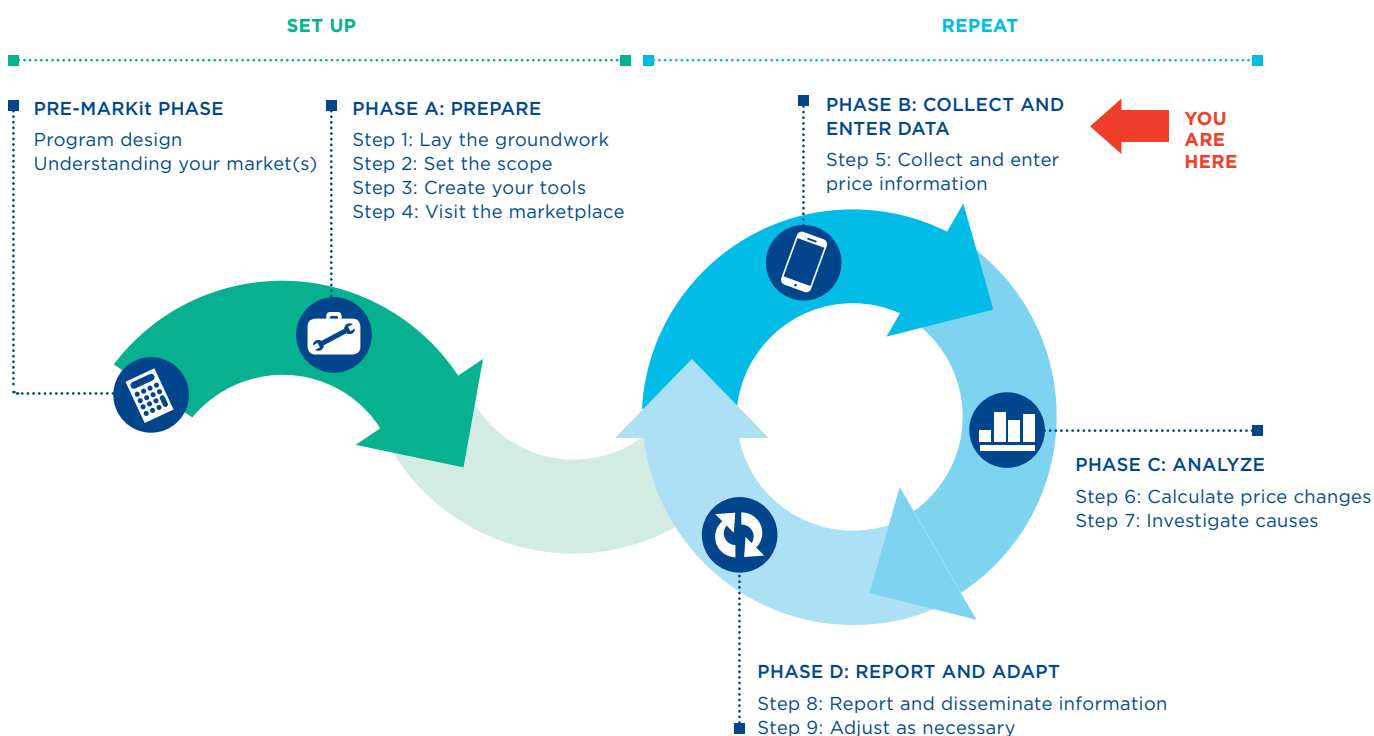 SET UP
REPEAT
PRE-MARKit PHASE
Program design
Understanding your market(s)
PHASE A: PREPARE
Step 1: Lay the groundwork
Step 2: Set the scope
Step 3: Create your tools
Step 4: Visit the marketplace
PHASE B: COLLECT AND
ENTER DATA
Step 5: Collect and enter
price information
YOU
ARE
HERE
PHASE C: ANALYZE
Step 6: Calculate price changes
Step 7: Investigate causes
PHASE D: REPORT AND ADAPT
Step 8: Report and disseminate information
Step 9: Adjust as necessary